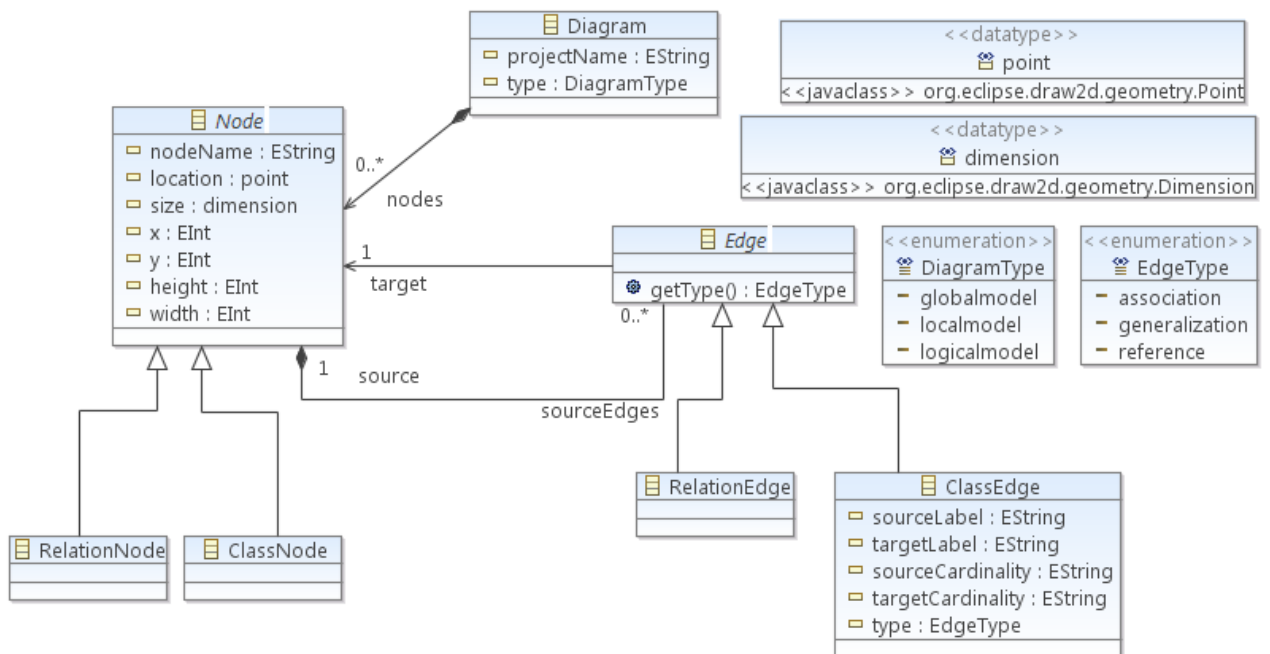 Diagram
projectName : EString
type : DiagramType
<<datatype>>
point
<<javaclass>> org.eclipse.draw2d.geometry.Point
<<datatype>>
dimension
<<javaclass>> org.eclipse.draw2d.geometry.Dimension
Node
nodeName : EString
location : point
size : dimension
x : EInt
y : EInt
height : EInt
width : EInt
0..*
nodes
1
target
Edge
getType() : EdgeType
0..*
1
source
sourceEdges
<<enumeration>>
DiagramType
globalmodel
localmodel
logicalmodel
<<enumeration>>
EdgeType
association
generalization
reference
RelationNode
ClassNode
RelationEdge
ClassEdge
sourceLabel : EString
targetLabel : EString
sourceCardinality : EString
targetCardinality : EString
type : EdgeType